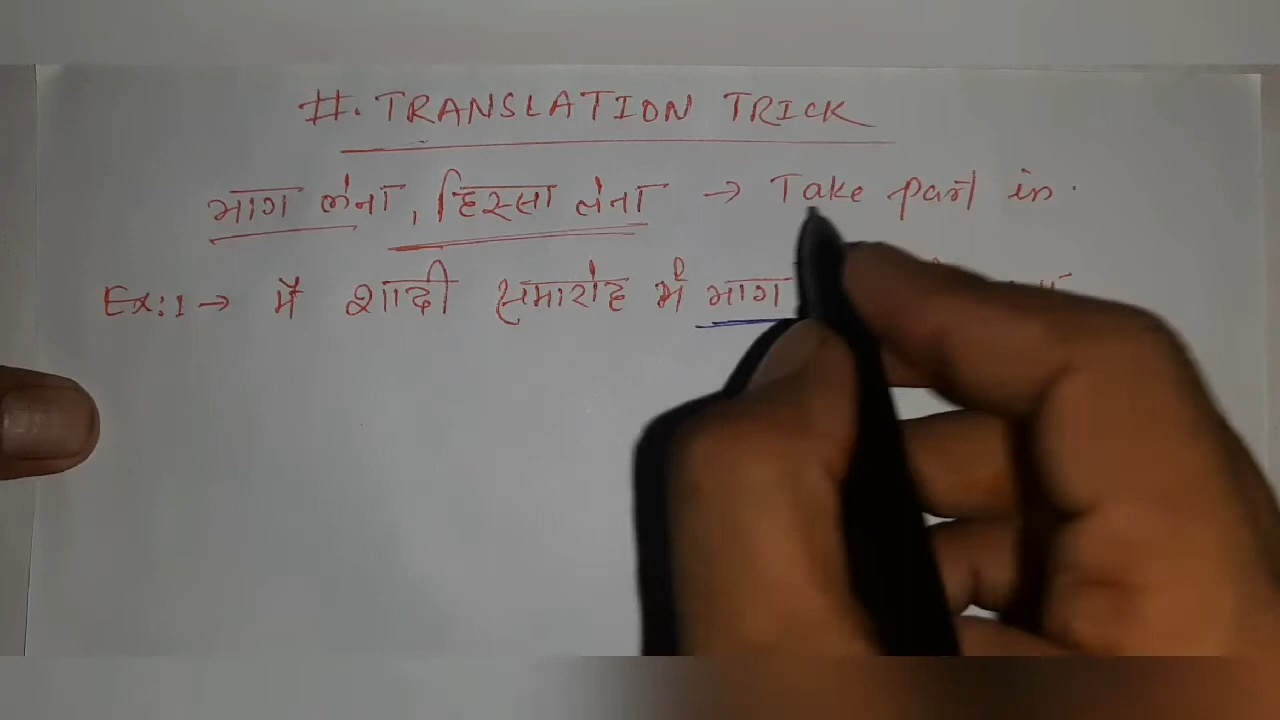 #. TRANSLATION TRICK
भाग लेना, हिस्सा लेना → Take part in.
Ex:1 → मैं शादी समारोह में भाग